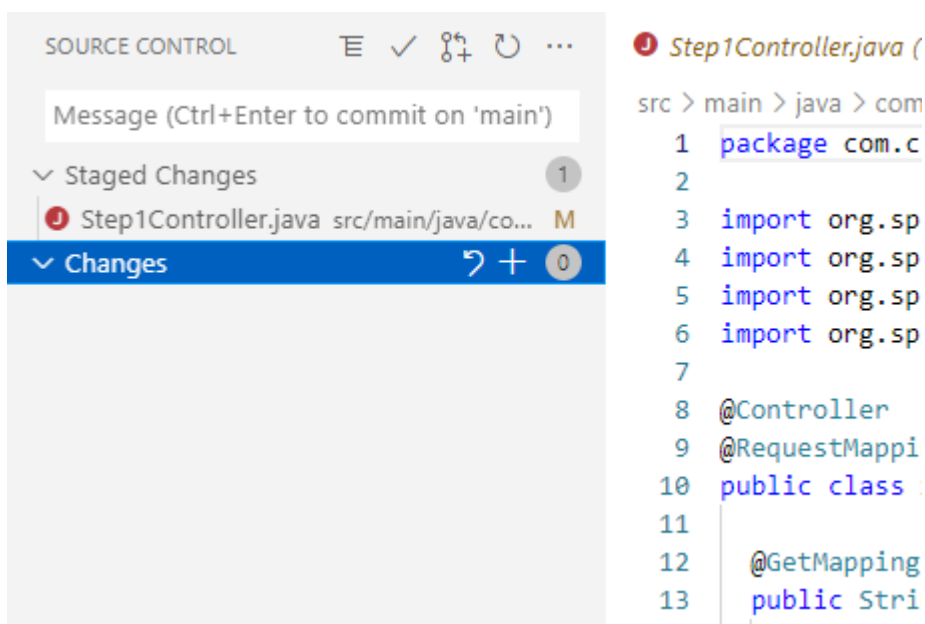 SOURCE CONTROL
Message (Ctrl+Enter to commit on 'main')
Staged Changes 1
J Step1Controller.java src/main/java/co... M
Changes 0
J Step1Controller.java (
src > main > java > com
1 package com.c
2
3 import org.sp
4 import org.sp
5 import org.sp
6 import org.sp
7
8 @Controller
9 @RequestMappi
10 public class
11
12 @GetMapping
13 public Stri